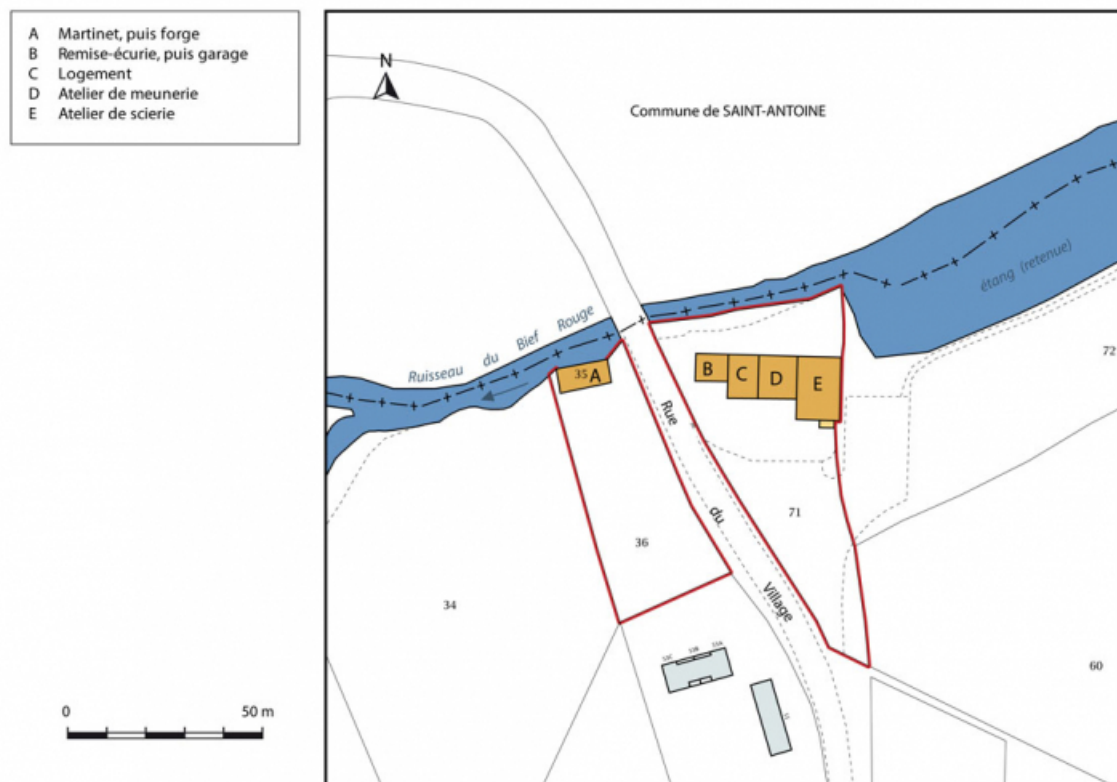 A Martinet, puis forge
B Remise-écurie, puis garage
C Logement
D Atelier de meunerie
E Atelier de scierie
N
Commune de SAINT-ANTOINE
étang (retenue)
Ruisseau du Bief Rouge
72
35 A
B
C
D
E
Rue du Village
71
36
34
60
0 50 m